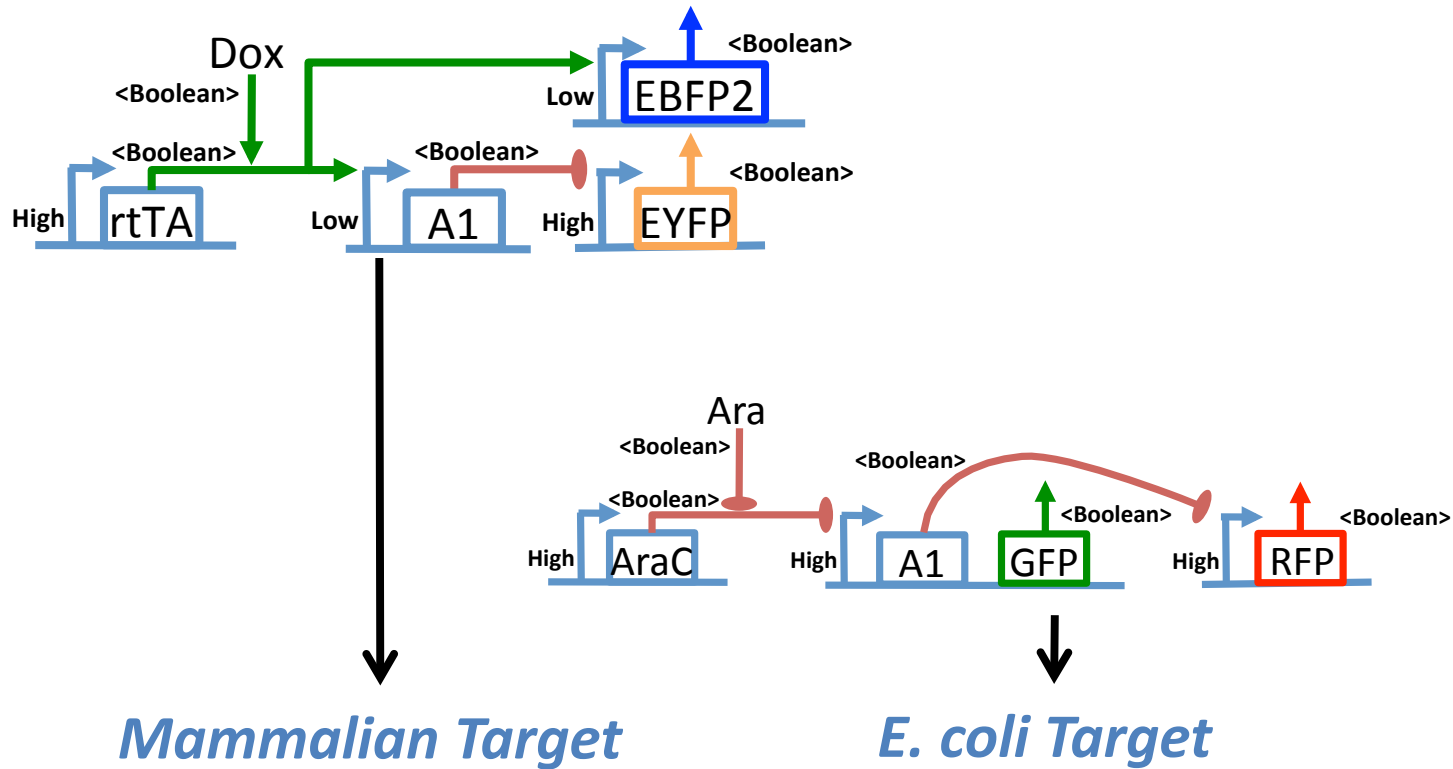 Dox
<Boolean>
<Boolean>
High
rtTA
Low
EBFP2
<Boolean>
<Boolean>
Low
A1
High
EYFP
<Boolean>
Ara
<Boolean>
<Boolean>
High
AraC
<Boolean>
High
A1
GFP
<Boolean>
High
RFP
<Boolean>
Mammalian Target
E. coli Target